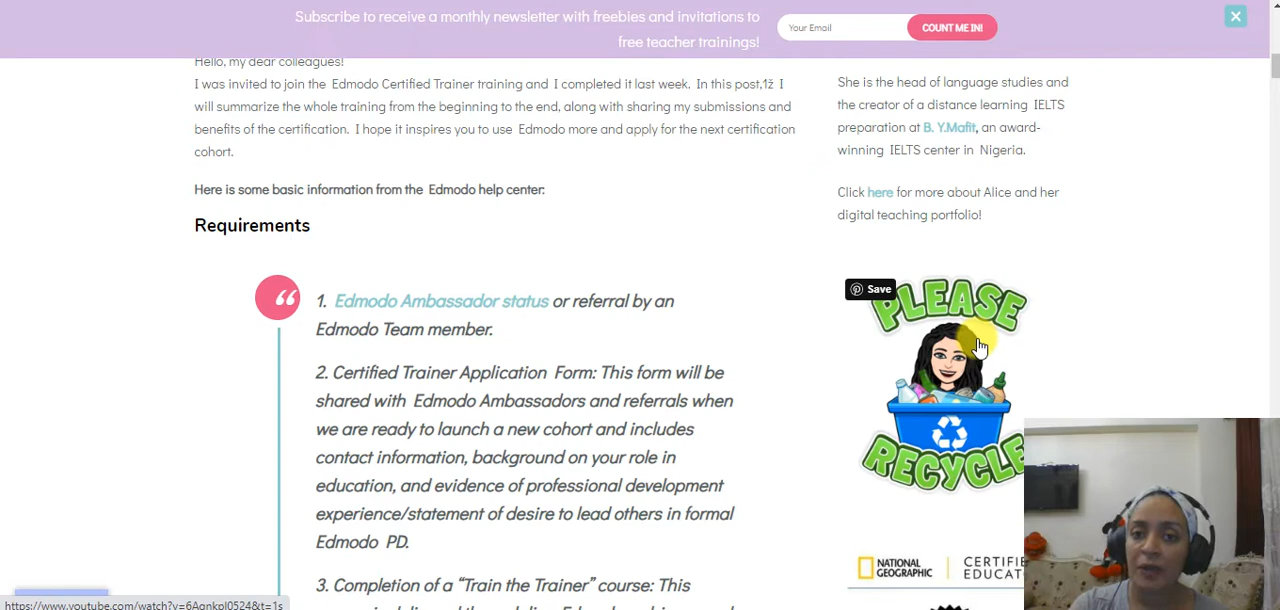 Subscribe to receive a monthly newsletter with freebies and invitations to
free teacher trainings!
Your Email
COUNT ME IN!
Hello, my dear colleagues!
I was invited to join the Edmodo Certified Trainer training and I completed it last week. In this post,1ž I
will summarize the whole training from the beginning to the end, along with sharing my submissions and
benefits of the certification. I hope it inspires you to use Edmodo more and apply for the next certification
cohort.
Here is some basic information from the Edmodo help center:
Requirements
1. Edmodo Ambassador status or referral by an
Edmodo Team member.
2. Certified Trainer Application Form: This form will be
shared with Edmodo Ambassadors and referrals when
we are ready to launch a new cohort and includes
contact information, background on your role in
education, and evidence of professional development
experience/statement of desire to lead others in formal
Edmodo PD.
3. Completion of a “Train the Trainer” course: This
She is the head of language studies and
the creator of a distance learning IELTS
preparation at B. Y.Mafit, an award-
winning IELTS center in Nigeria.
Click here for more about Alice and her
digital teaching portfolio!
Save
PLEASE
RECYCLE
NATIONAL
GEOGRAPHIC
CERTIFIE
EDUCAT
https://www.youtube.com/watch?v=6AqnkpI0524&t=1s